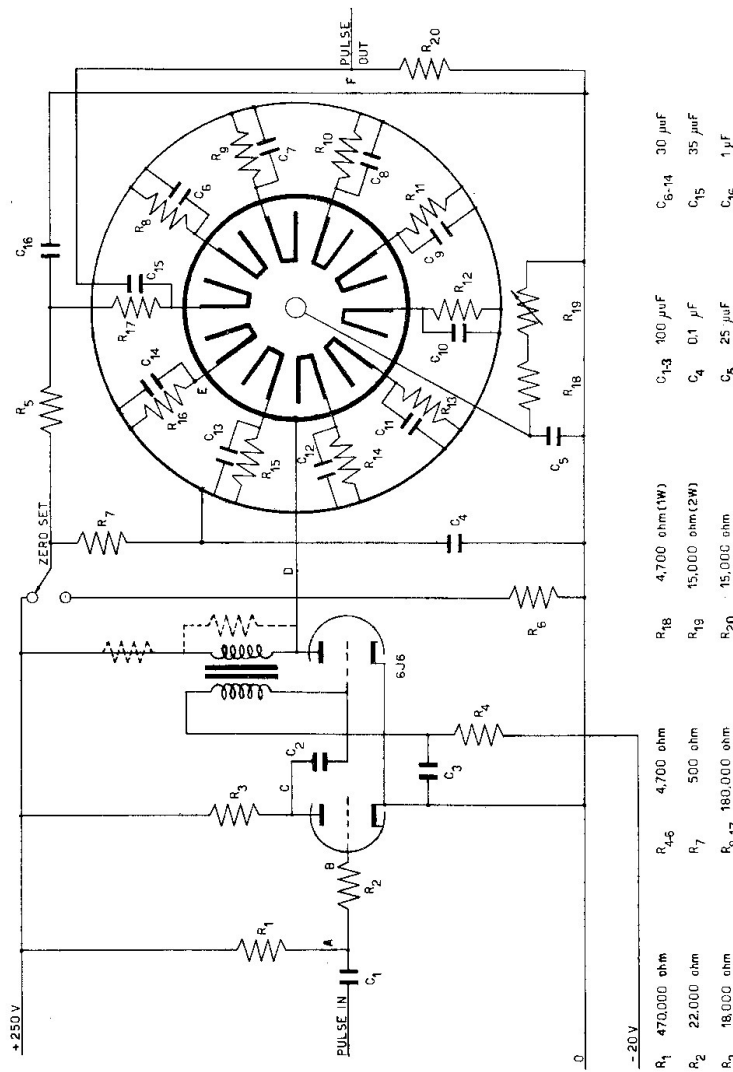 +250V
ZERO SET
R5
C16
R1
R3
R7
R17
C15
R8
C6
R9
C7
R10
C8
R11
C9
R12
C10
R13
C11
R14
C12
R15
C13
R16
C14
E
F
PULSE OUT
R20
D
C
C2
A
B
R2
PULSE IN
C1
6J6
C3
R4
R6
C4
C5
R18
R19
0
-20V
R1 470,000 ohm
R2 22,000 ohm
R3 18,000 ohm
R4-6 4,700 ohm
R7 500 ohm
R8-17 180,000 ohm
R18 4,700 ohm (1W)
R19 15,000 ohm (2W)
R20 15,000 ohm
C1-3 100 µµF
C4 0.1 µF
C5 25 µµF
C6-14 30 µµF
C15 35 µµF
C16 1 µF